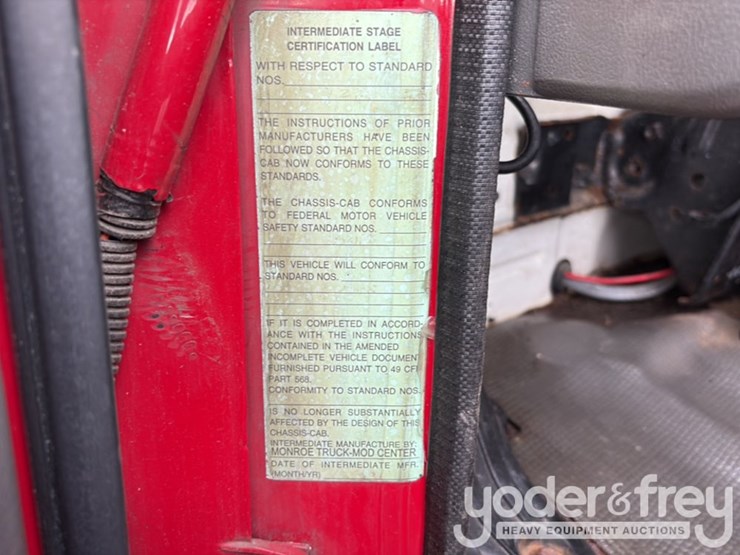 INTERMEDIATE STAGE
CERTIFICATION LABEL
WITH RESPECT TO STANDARD
NOS.
THE INSTRUCTIONS OF PRIOR
MANUFACTURERS HAVE BEEN
FOLLOWED SO THAT THE CHASSIS-
CAB NOW CONFORMS TO THESE
STANDARDS.
THE CHASSIS-CAB CONFORMS
TO FEDERAL MOTOR VEHICLE
SAFETY STANDARD NOS.
THIS VEHICLE WILL CONFORM TO
STANDARD NOS.
IF IT IS COMPLETED IN ACCORD-
ANCE WITH THE INSTRUCTIONS
CONTAINED IN THE AMENDED
INCOMPLETE VEHICLE DOCUMENT
FURNISHED PURSUANT TO 49 CFR
PART 568.
CONFORMITY TO STANDARD NOS.
IS NO LONGER SUBSTANTIALLY
AFFECTED BY THE DESIGN OF THIS
CHASSIS-CAB.
INTERMEDIATE MANUFACTURE BY:
MONROE TRUCK-MOD CENTER
DATE OF INTERMEDIATE MFR.
(MONTH/YR)
yoder&frey
HEAVY EQUIPMENT AUCTIONS